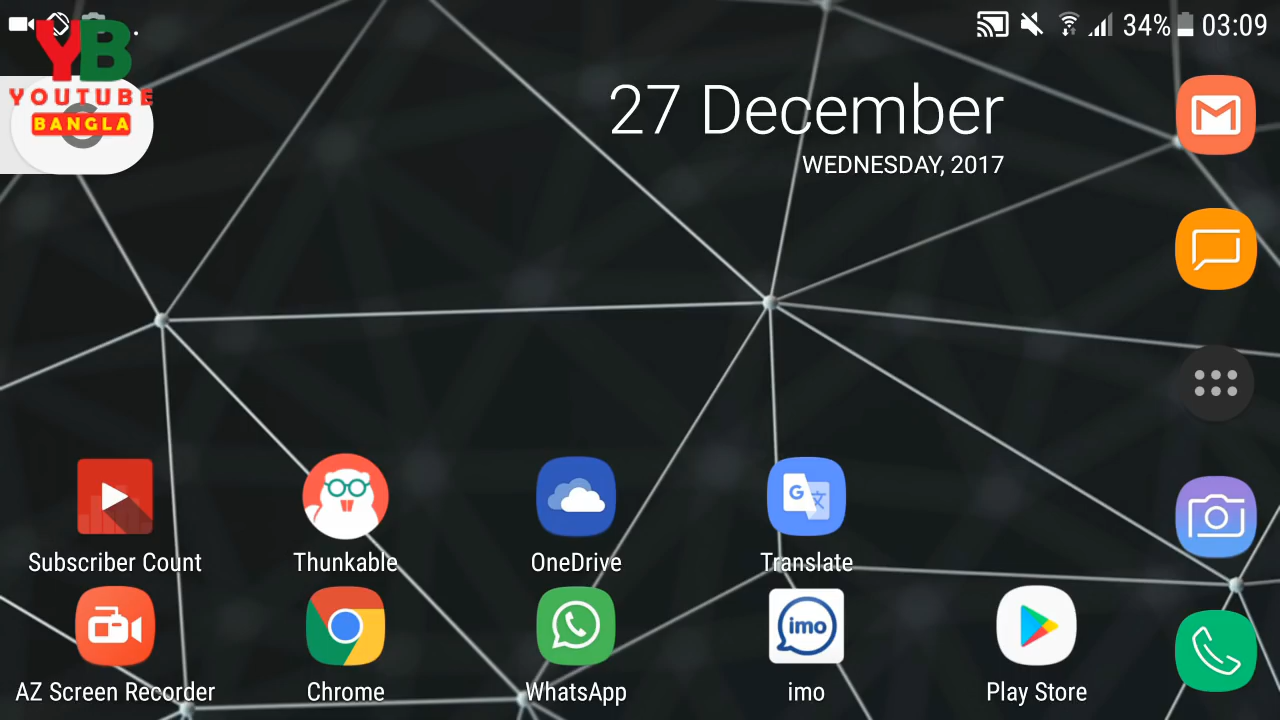 34% 03:09
YB
YOUTUBE
BANGLA
27 December
WEDNESDAY, 2017
Subscriber Count
Thunkable
OneDrive
G
Translate
AZ Screen Recorder
Chrome
WhatsApp
imo
imo
Play Store